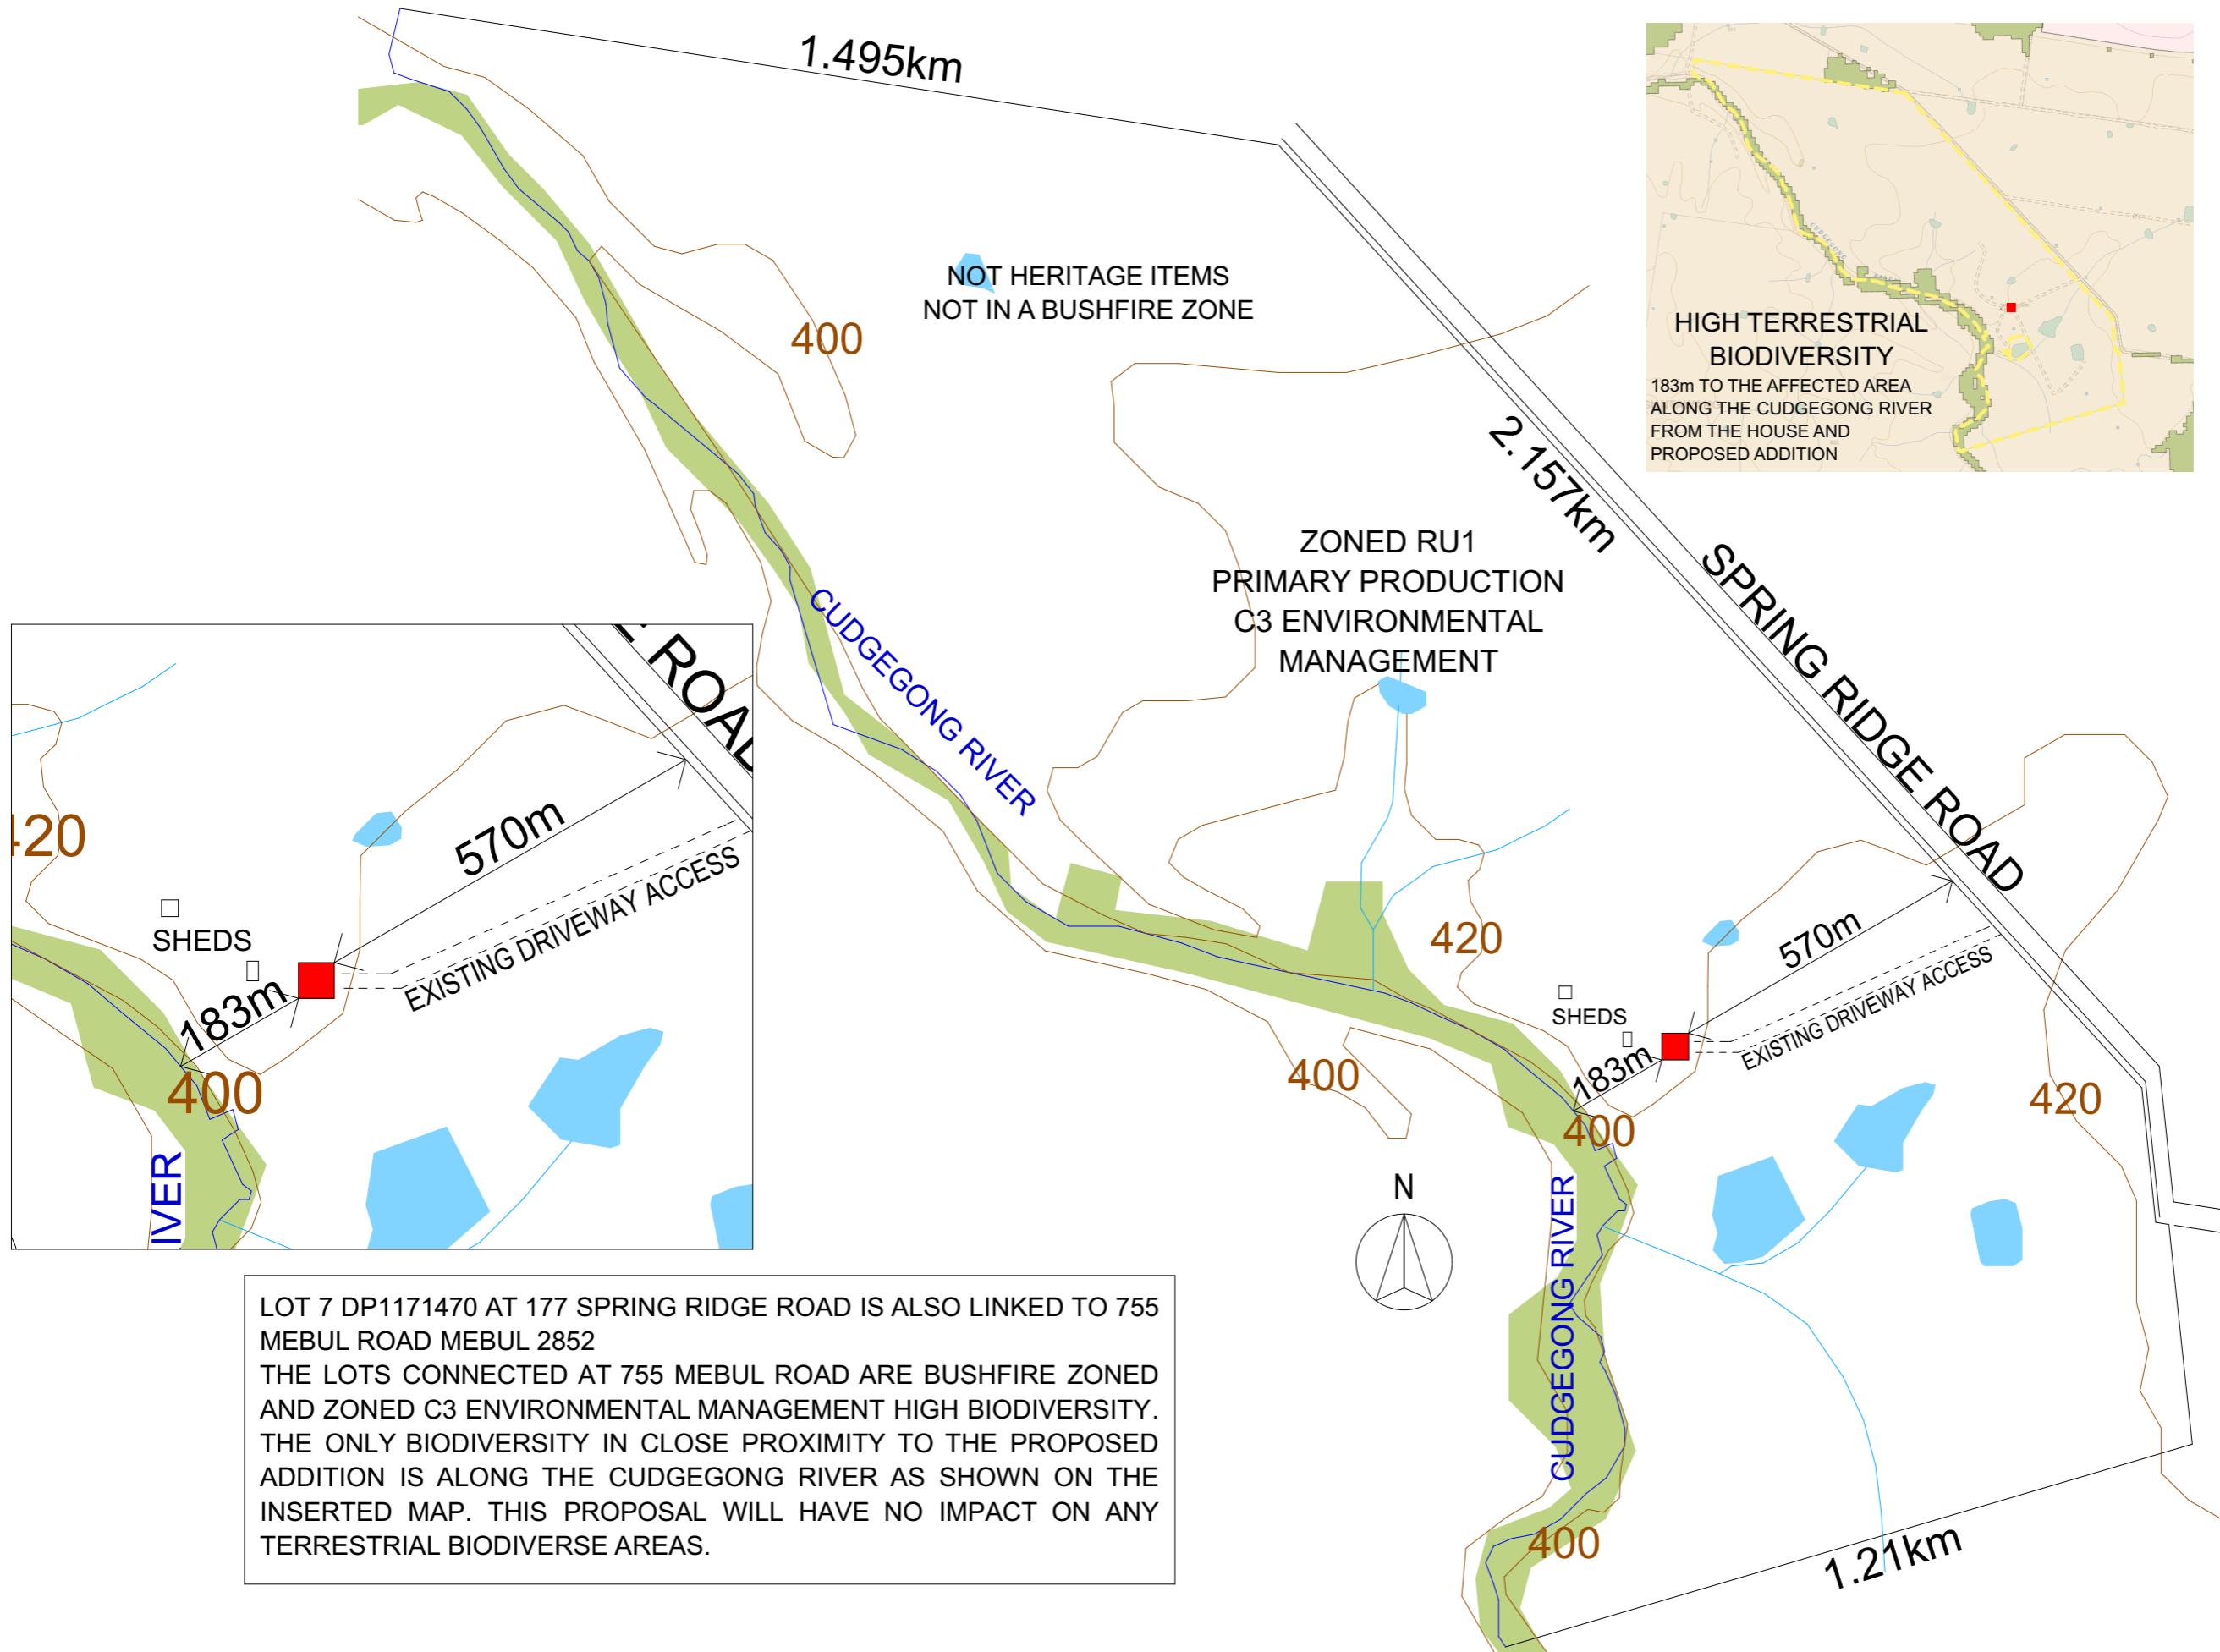 1.495km
NOT HERITAGE ITEMS
NOT IN A BUSHFIRE ZONE
400
HIGH TERRESTRIAL
BIODIVERSITY
183m TO THE AFFECTED AREA
ALONG THE CUDGEGONG RIVER
FROM THE HOUSE AND
PROPOSED ADDITION
2.157km
SPRING RIDGE ROAD
ZONED RU1
PRIMARY PRODUCTION
C3 ENVIRONMENTAL
MANAGEMENT
CUDGEGONG RIVER
ROAD
570m
420
SHEDS
EXISTING DRIVEWAY ACCESS
183m
400
IVER
420
570m
SHEDS
EXISTING DRIVEWAY ACCESS
183m
400
400
420
N
CUDGEGONG RIVER
400
1.21km
LOT 7 DP1171470 AT 177 SPRING RIDGE ROAD IS ALSO LINKED TO 755
MEBUL ROAD MEBUL 2852
THE LOTS CONNECTED AT 755 MEBUL ROAD ARE BUSHFIRE ZONED
AND ZONED C3 ENVIRONMENTAL MANAGEMENT HIGH BIODIVERSITY.
THE ONLY BIODIVERSITY IN CLOSE PROXIMITY TO THE PROPOSED
ADDITION IS ALONG THE CUDGEGONG RIVER AS SHOWN ON THE
INSERTED MAP. THIS PROPOSAL WILL HAVE NO IMPACT ON ANY
TERRESTRIAL BIODIVERSE AREAS.